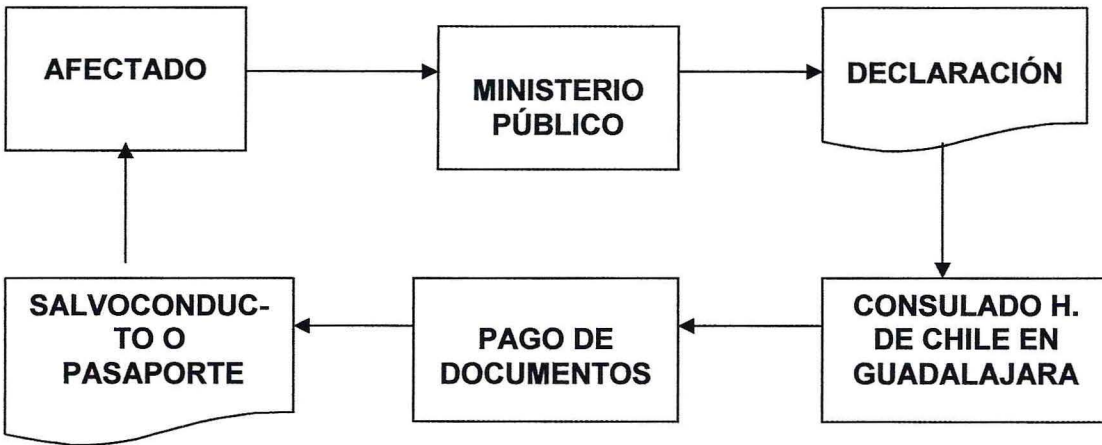 AFECTADO
MINISTERIO
PÚBLICO
DECLARACIÓN
SALVOCONDUC-
TO O
PASAPORTE
PAGO DE
DOCUMENTOS
CONSULADO H.
DE CHILE EN
GUADALAJARA